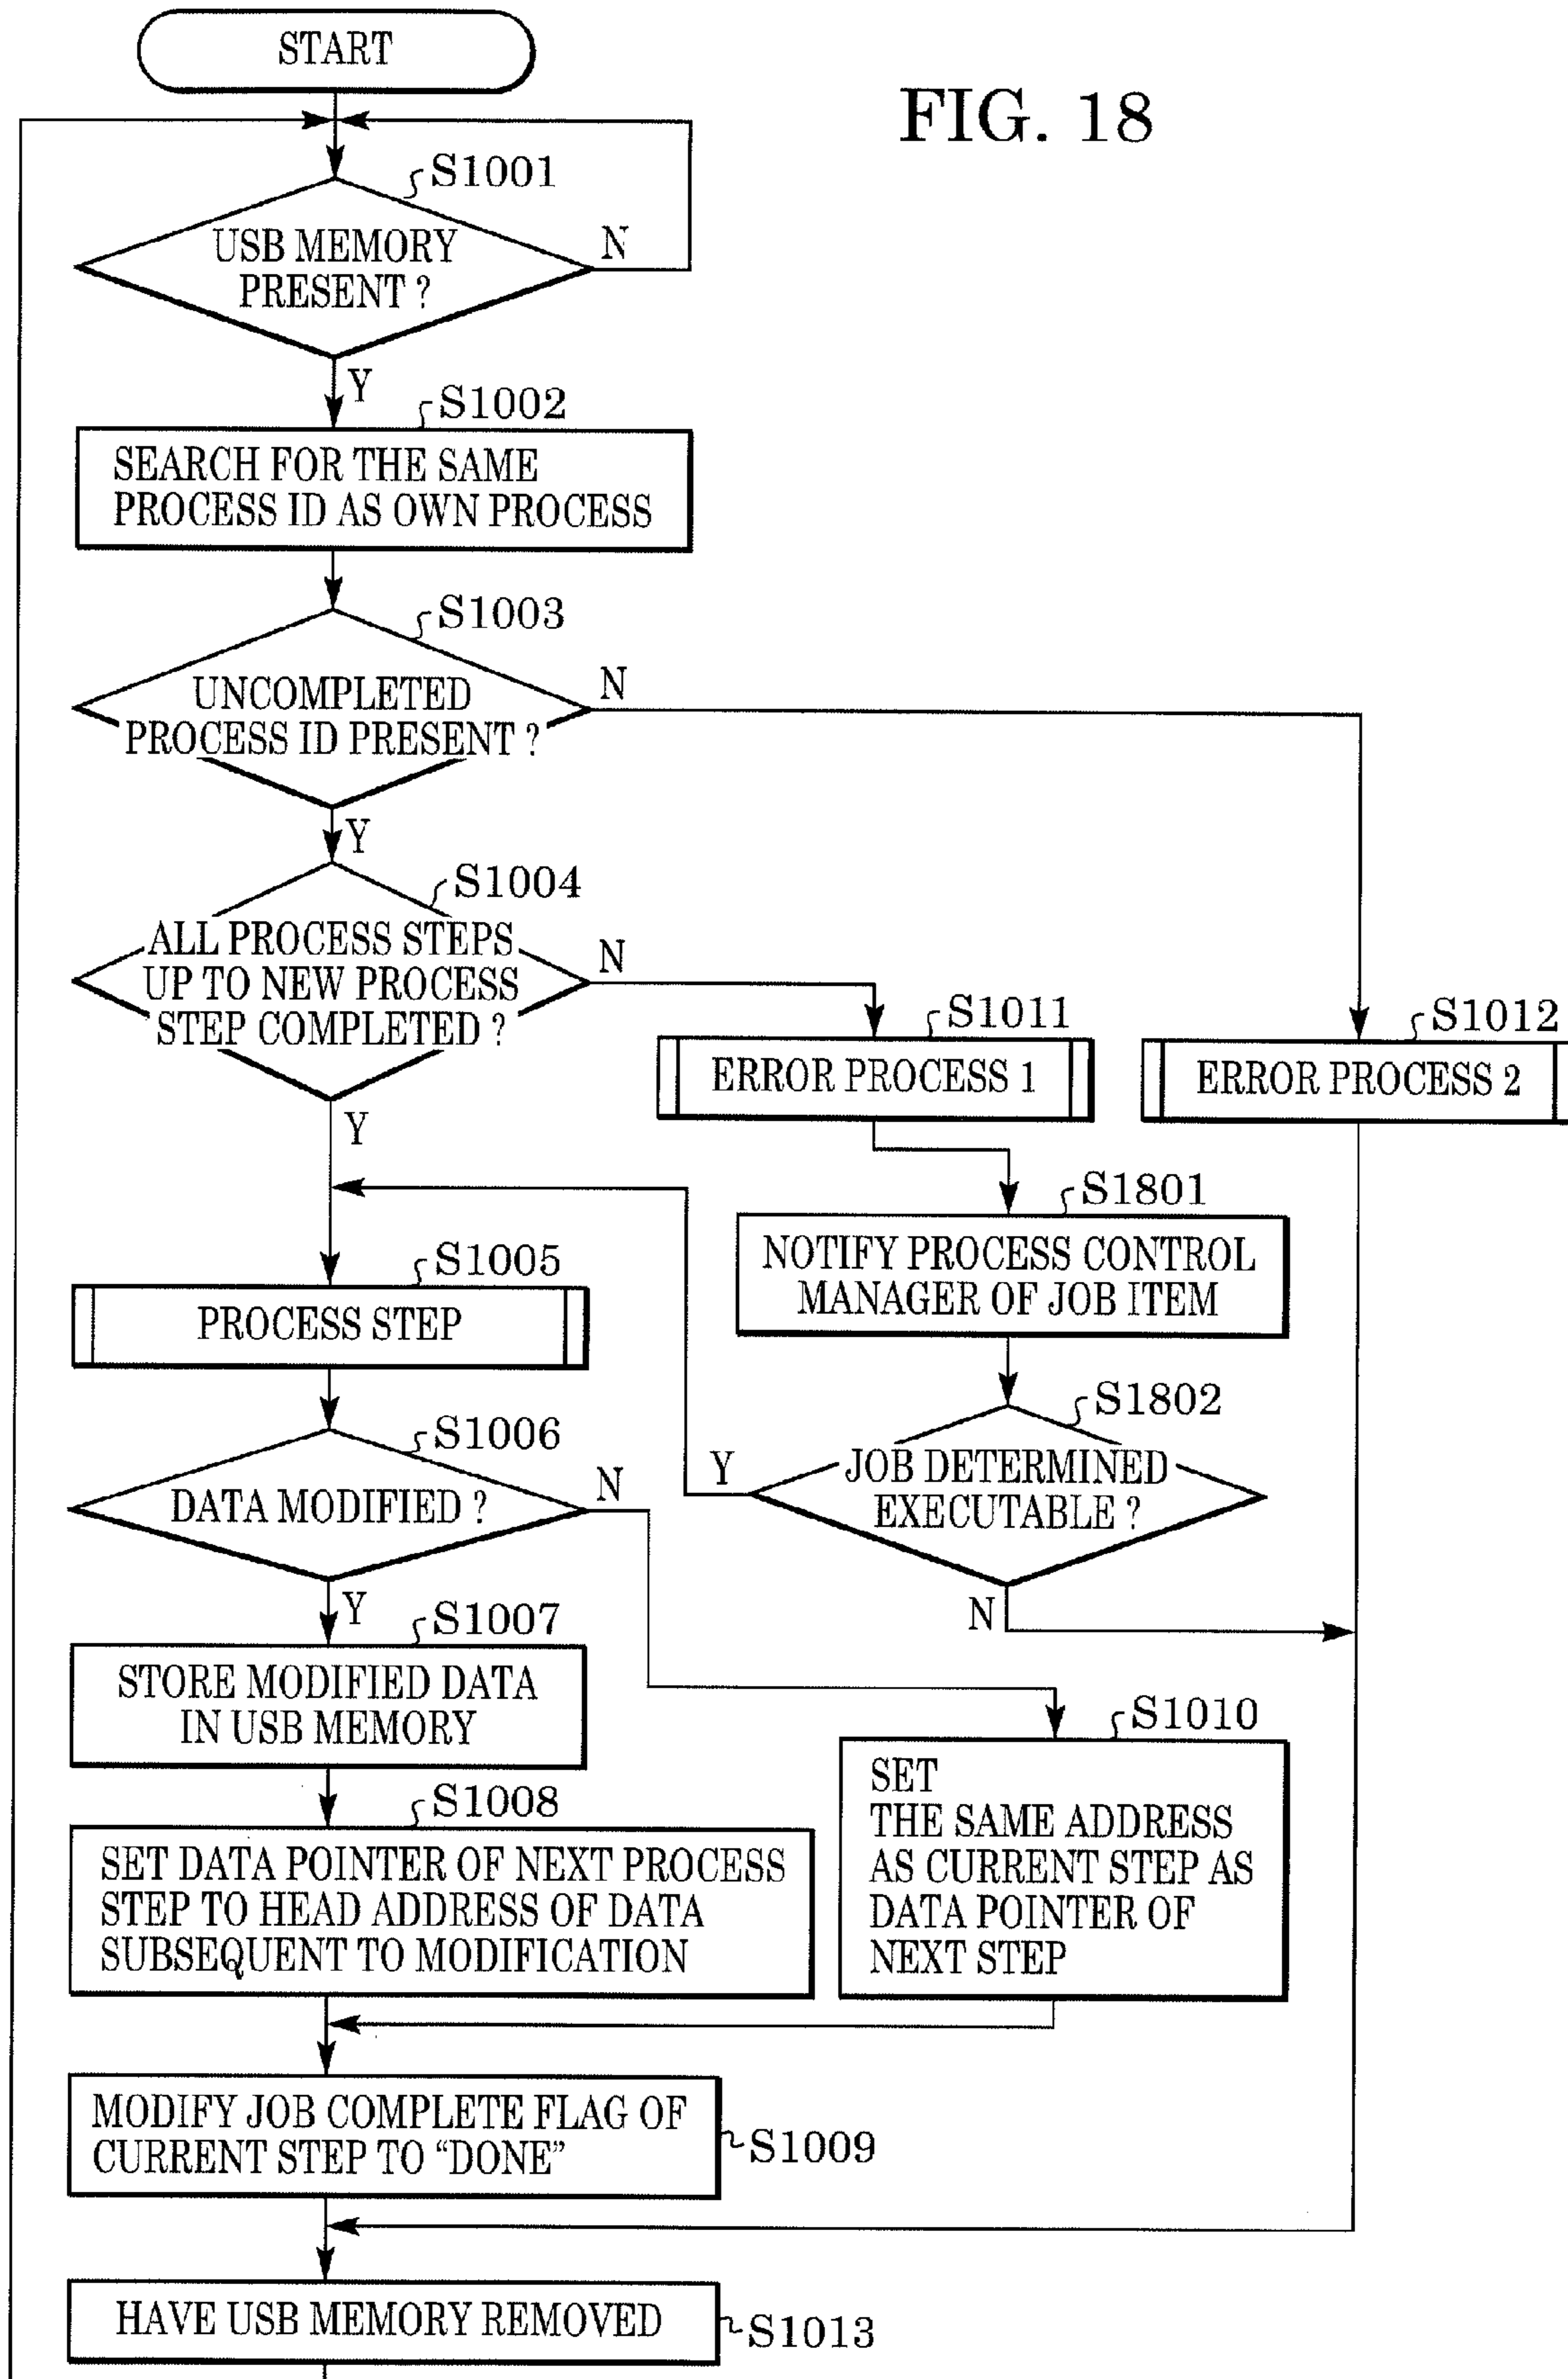 START
FIG. 18
S1001
USB MEMORY
PRESENT ?
N
Y
S1002
SEARCH FOR THE SAME
PROCESS ID AS OWN PROCESS
S1003
UNCOMPLETED
PROCESS ID PRESENT ?
N
Y
S1004
ALL PROCESS STEPS
UP TO NEW PROCESS
STEP COMPLETED ?
N
Y
S1011
ERROR PROCESS 1
S1012
ERROR PROCESS 2
S1801
NOTIFY PROCESS CONTROL
MANAGER OF JOB ITEM
S1005
PROCESS STEP
S1802
JOB DETERMINED
EXECUTABLE ?
Y
N
S1006
DATA MODIFIED ?
N
Y
S1007
STORE MODIFIED DATA
IN USB MEMORY
S1008
SET DATA POINTER OF NEXT PROCESS
STEP TO HEAD ADDRESS OF DATA
SUBSEQUENT TO MODIFICATION
S1010
SET
THE SAME ADDRESS
AS CURRENT STEP AS
DATA POINTER OF
NEXT STEP
MODIFY JOB COMPLETE FLAG OF
CURRENT STEP TO “DONE”
S1009
HAVE USB MEMORY REMOVED
S1013